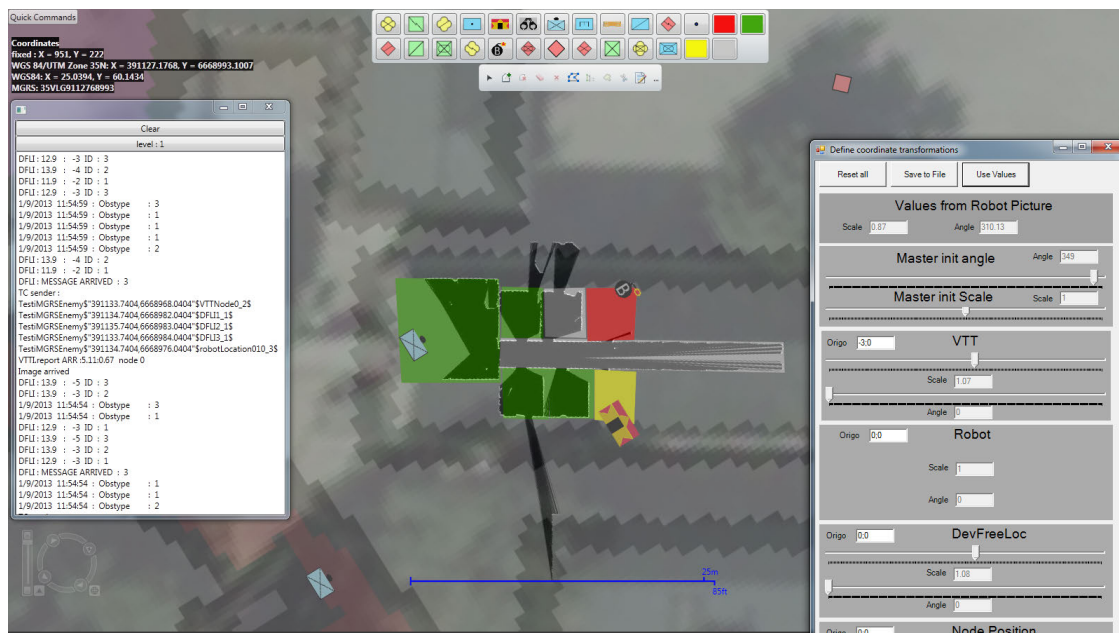 Quick Commands
Coordinates
fixed : X = 951, Y = 222
WGS 84/UTM Zone 35N: X = 391127.1768, Y = 6668993.1007
WGS84: X = 25.0394, Y = 60.1434
MGRS: 35VLG9112768993
Clear
level : 1
DFLI : 12.9 : -3 ID : 3
DFLI : 13.9 : -4 ID : 2
DFLI : 11.9 : -2 ID : 1
DFLI : 12.9 : -3 ID : 3
1/9/2013 11:54:59 : Obstype : 3
1/9/2013 11:54:59 : Obstype : 1
1/9/2013 11:54:59 : Obstype : 1
1/9/2013 11:54:59 : Obstype : 2
DFLI : 13.9 : -4 ID : 2
DFLI : 11.9 : -2 ID : 1
DFLI : MESSAGE ARRIVED : 3
TC sender :
TestiMGRSEnemy$"391133.7404,6668968.0404"$VTTNode0_2$
TestiMGRSEnemy$"391134.7404,6668982.0404"$DFLI1_1$
TestiMGRSEnemy$"391135.7404,6668983.0404"$DFLI2_1$
TestiMGRSEnemy$"391134.7404,6668984.0404"$DFLI3_1$
TestiMGRSEnemy$"391139.7404,6668976.0404"$robotLocation010_3$
VTTI.report ARR :5.11:0.67 node 0
Image arrived
DFLI : 13.9 : -5 ID : 3
DFLI : 13.9 : -3 ID : 2
1/9/2013 11:54:54 : Obstype : 3
1/9/2013 11:54:54 : Obstype : 1
DFLI : 12.9 : -3 ID : 1
DFLI : 13.9 : -5 ID : 3
DFLI : 13.9 : -3 ID : 2
DFLI : 12.9 : -3 ID : 1
DFLI : MESSAGE ARRIVED : 3
1/9/2013 11:54:54 : Obstype : 1
1/9/2013 11:54:54 : Obstype : 1
1/9/2013 11:54:54 : Obstype : 2
B
B
25m
85ft
Define coordinate transformations
Reset all Save to File Use Values
Values from Robot Picture
Scale 0.87 Angle 310.13
Master init angle Angle 349
Master init Scale Scale 1
Origo -3;0 VTT
Scale 1.07
Angle 0
Origo 0;0 Robot
Scale 1
Angle 0
Origo 0;0 DevFreeLoc
Scale 1.08
Angle 0
Origo 0;0 Node Position